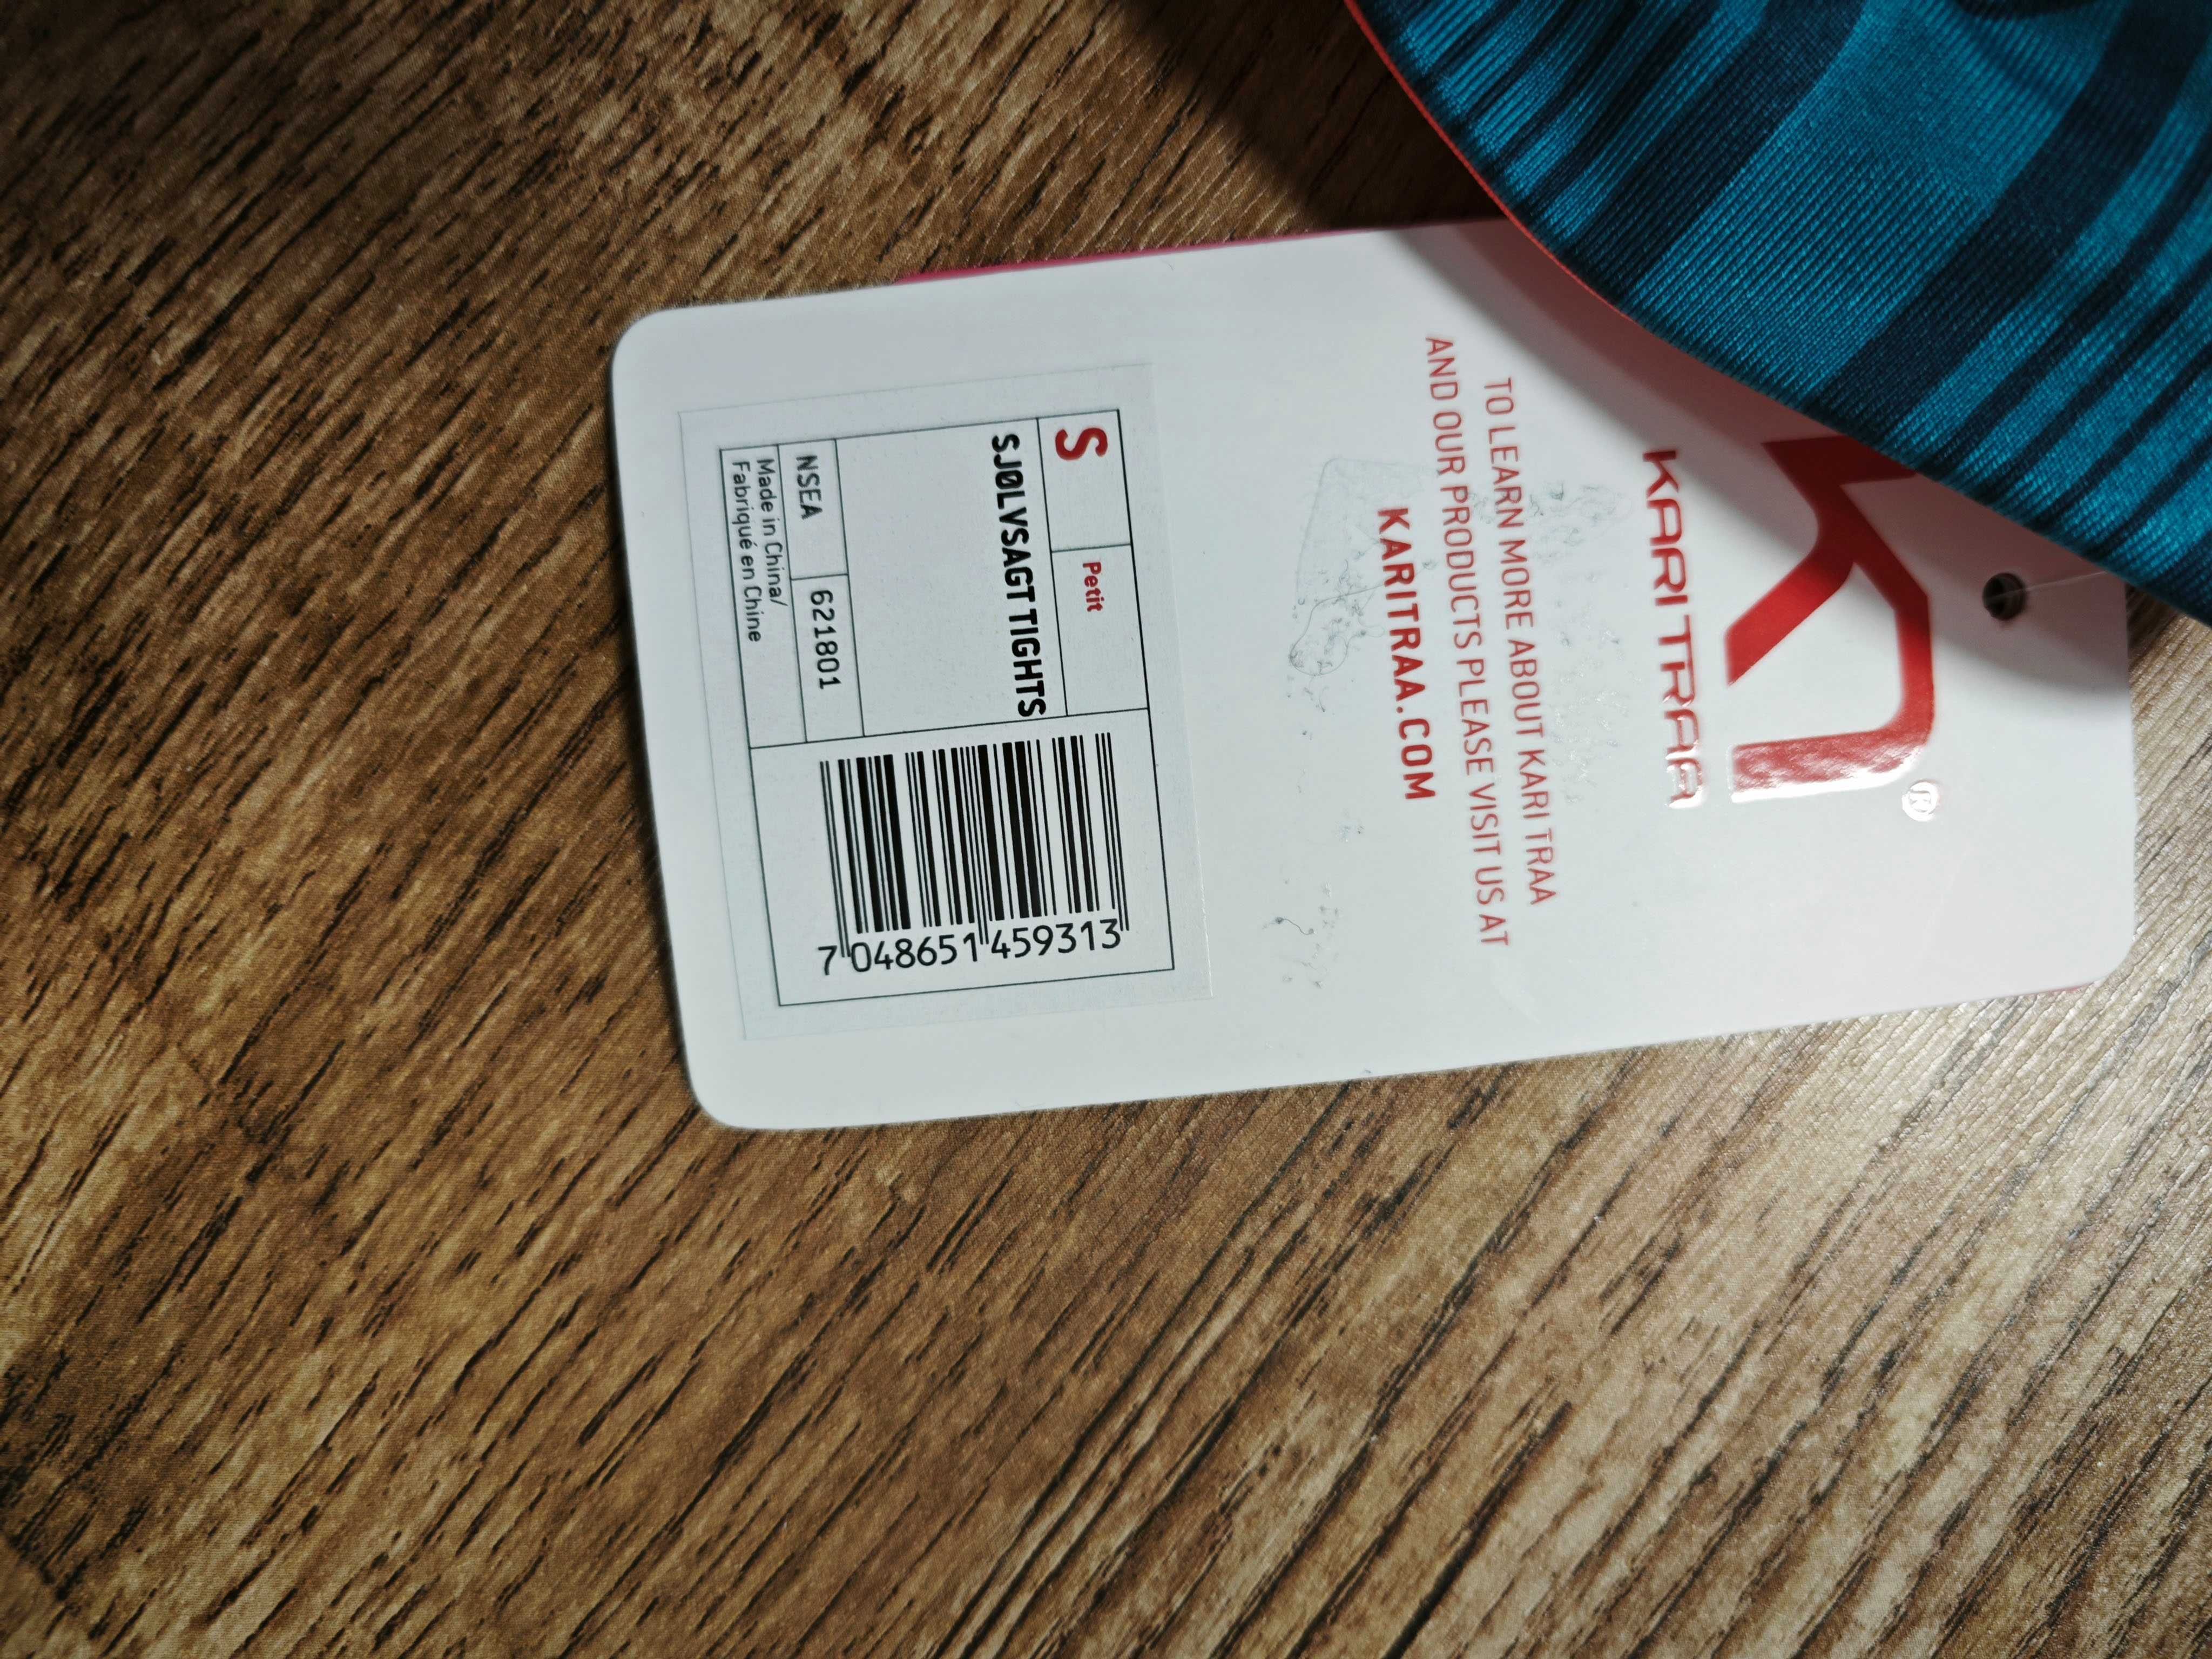 ®
KARI TRAA
TO LEARN MORE ABOUT KARI TRAA
AND OUR PRODUCTS PLEASE VISIT US AT
KARITRAA.COM
S
Petit
SJØLVSAGT TIGHTS
NSEA
621801
Made in China/
Fabriqué en Chine
7 048651 459313